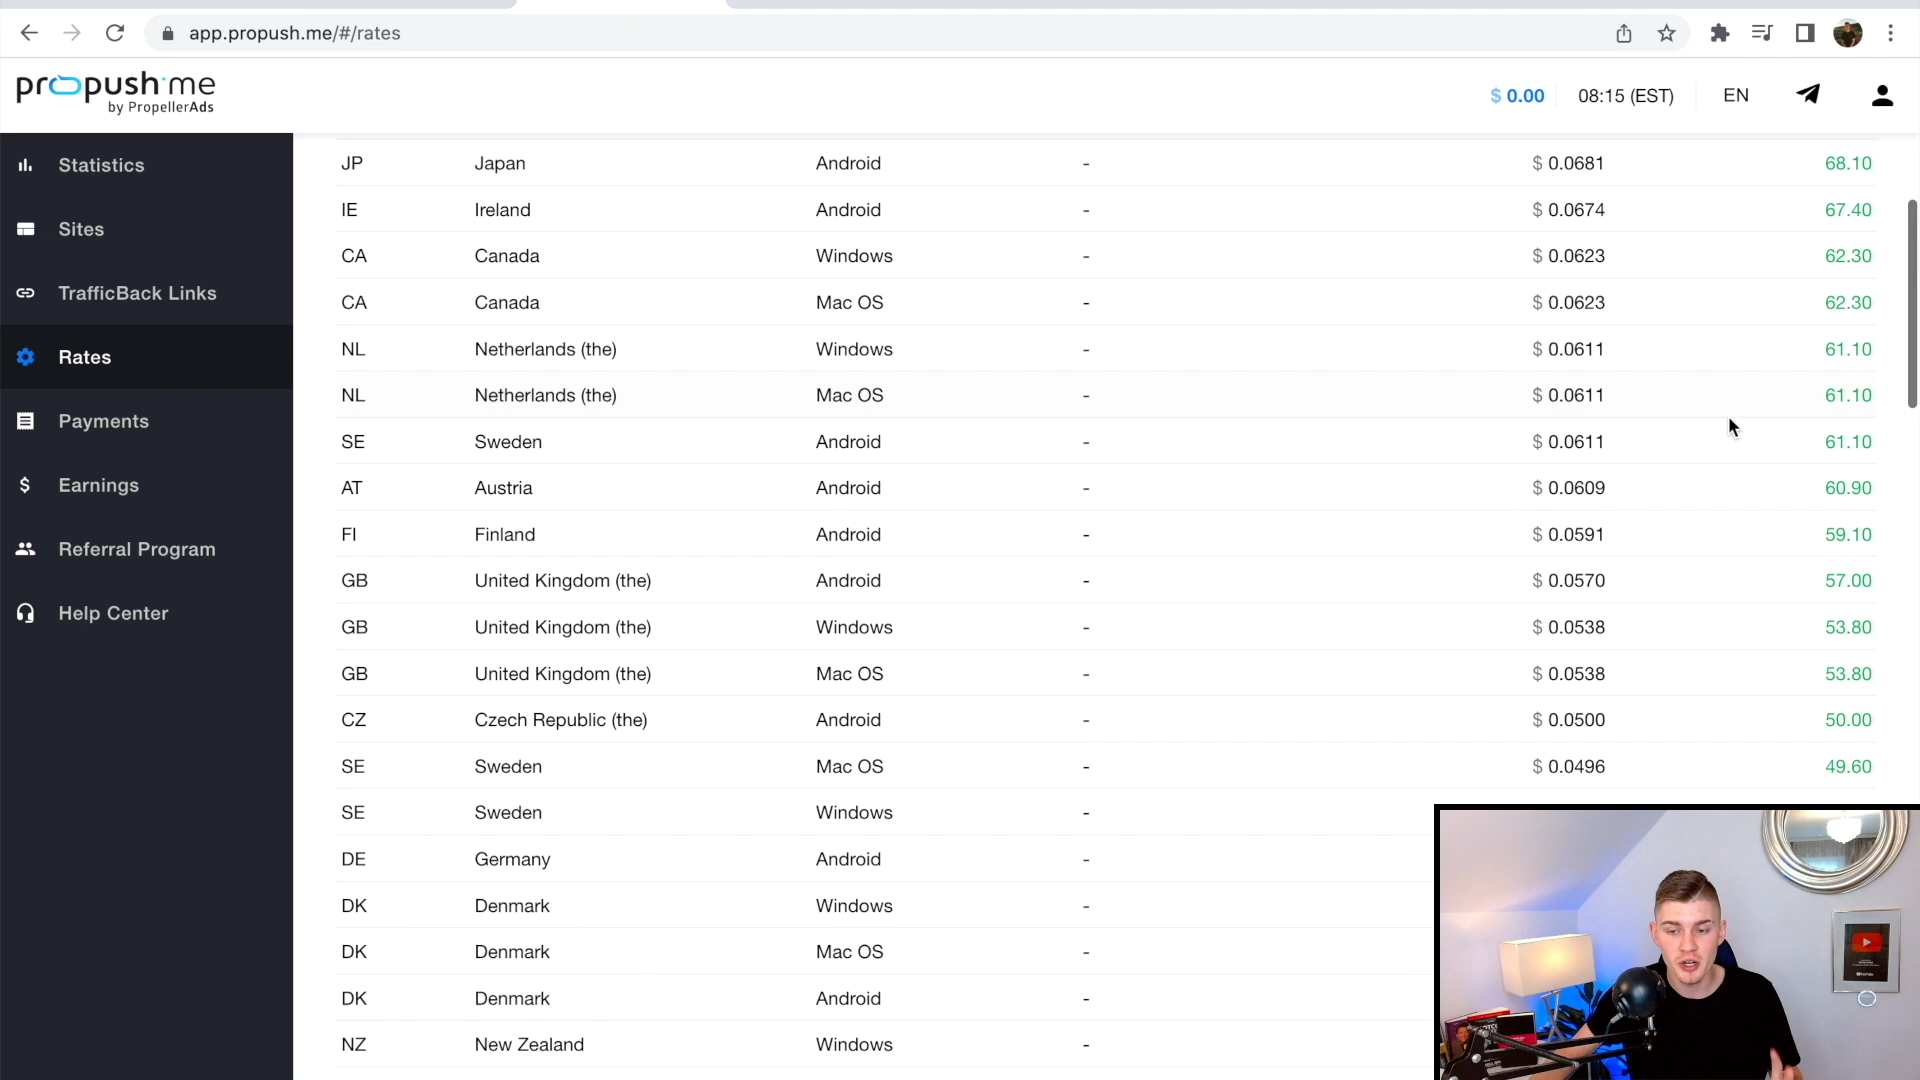 app.propush.me/#/rates
propush·me
by PropellerAds
$ 0.00 08:15 (EST) EN
Statistics
Sites
TrafficBack Links
Rates
Payments
Earnings
Referral Program
Help Center
JP Japan Android - $ 0.0681 68.10
IE Ireland Android - $ 0.0674 67.40
CA Canada Windows - $ 0.0623 62.30
CA Canada Mac OS - $ 0.0623 62.30
NL Netherlands (the) Windows - $ 0.0611 61.10
NL Netherlands (the) Mac OS - $ 0.0611 61.10
SE Sweden Android - $ 0.0611 61.10
AT Austria Android - $ 0.0609 60.90
FI Finland Android - $ 0.0591 59.10
GB United Kingdom (the) Android - $ 0.0570 57.00
GB United Kingdom (the) Windows - $ 0.0538 53.80
GB United Kingdom (the) Mac OS - $ 0.0538 53.80
CZ Czech Republic (the) Android - $ 0.0500 50.00
SE Sweden Mac OS - $ 0.0496 49.60
SE Sweden Windows -
DE Germany Android -
DK Denmark Windows -
DK Denmark Mac OS -
DK Denmark Android -
NZ New Zealand Windows -